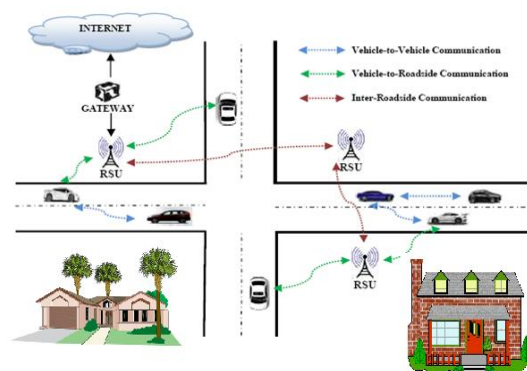 INTERNET
Vehicle-to-Vehicle Communication
Vehicle-to-Roadside Communication
Inter-Roadside Communication
GATEWAY
RSU
RSU
RSU